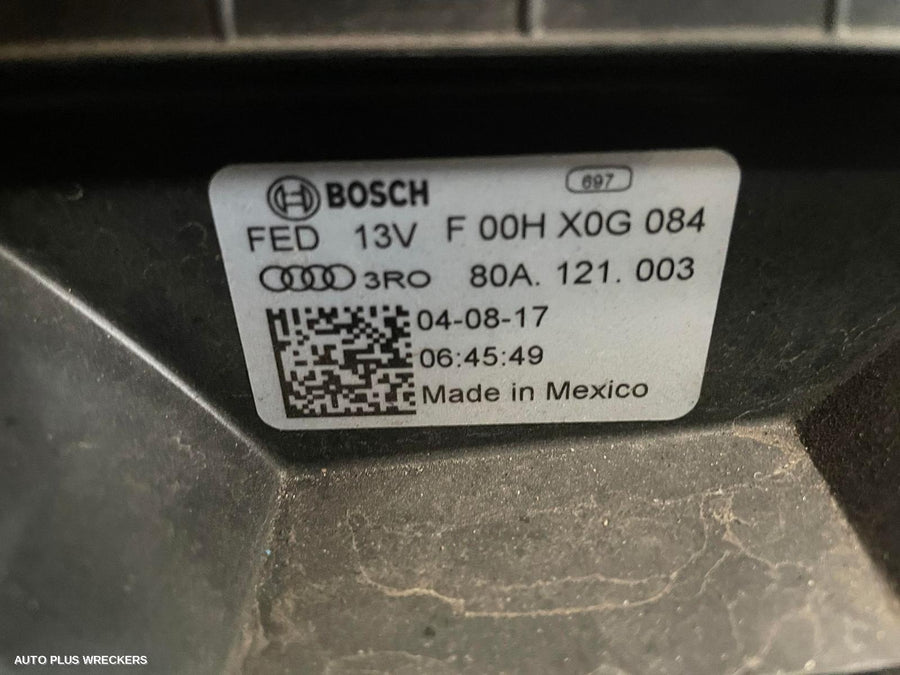 BOSCH
697
FED 13V F 00H X0G 084
3RO 80A. 121. 003
04-08-17
06:45:49
Made in Mexico
AUTO PLUS WRECKERS